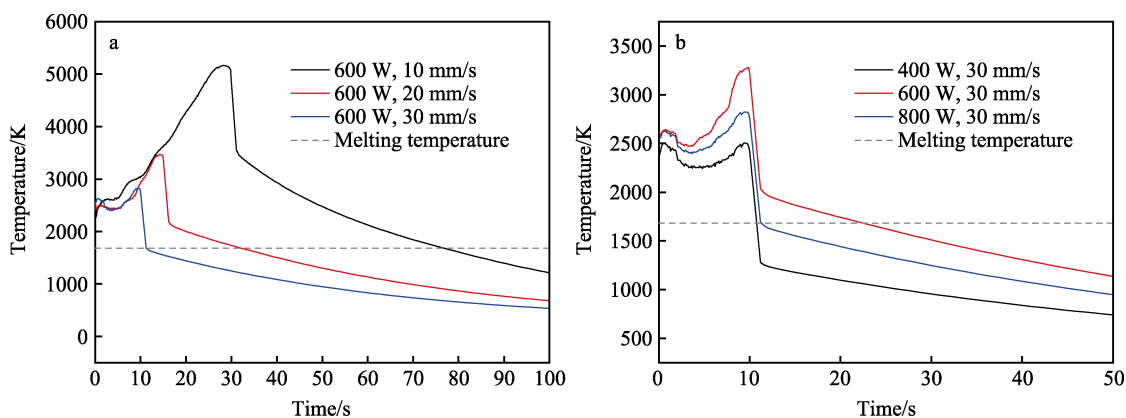 a
600 W, 10 mm/s
600 W, 20 mm/s
600 W, 30 mm/s
Melting temperature
Temperature/K
6000
5000
4000
3000
2000
1000
0
0 10 20 30 40 50 60 70 80 90 100
Time/s
b
400 W, 30 mm/s
600 W, 30 mm/s
800 W, 30 mm/s
Melting temperature
Temperature/K
3500
3000
2500
2000
1500
1000
500
0 10 20 30 40 50
Time/s